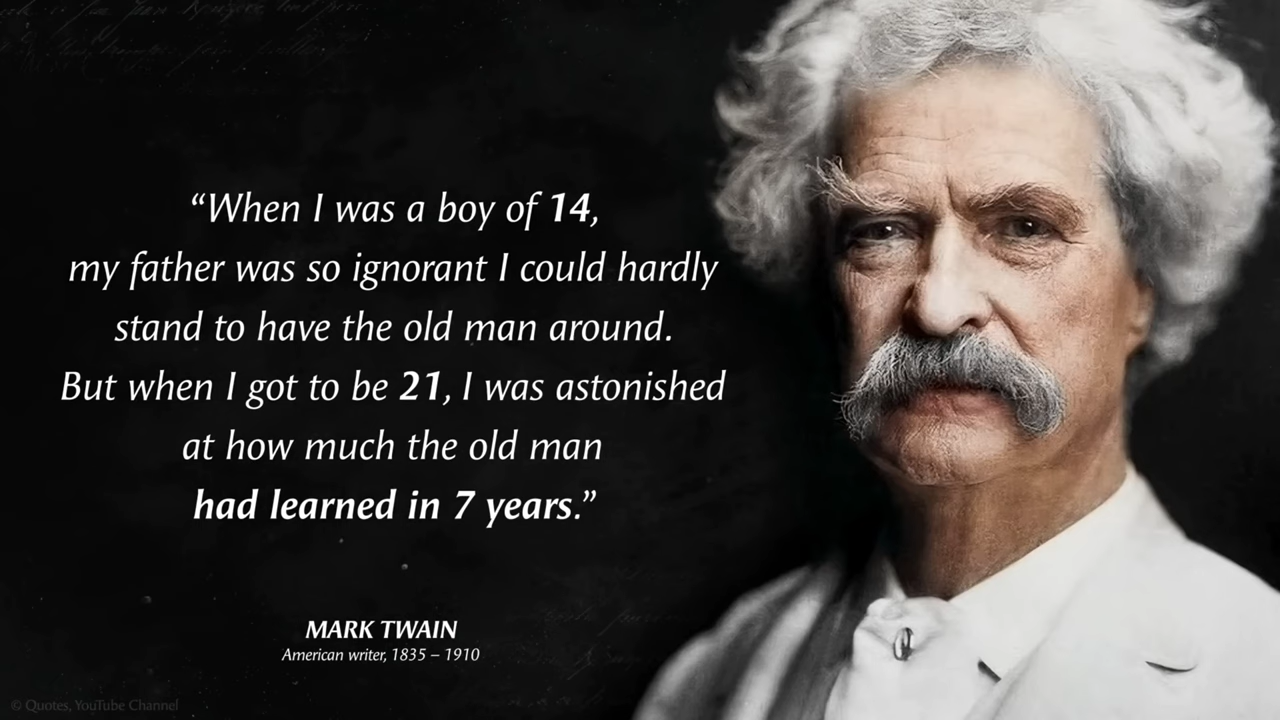 “When I was a boy of 14,
my father was so ignorant I could hardly
stand to have the old man around.
But when I got to be 21, I was astonished
at how much the old man
had learned in 7 years.”
MARK TWAIN
American writer, 1835 – 1910
© Quotes, YouTube Channel